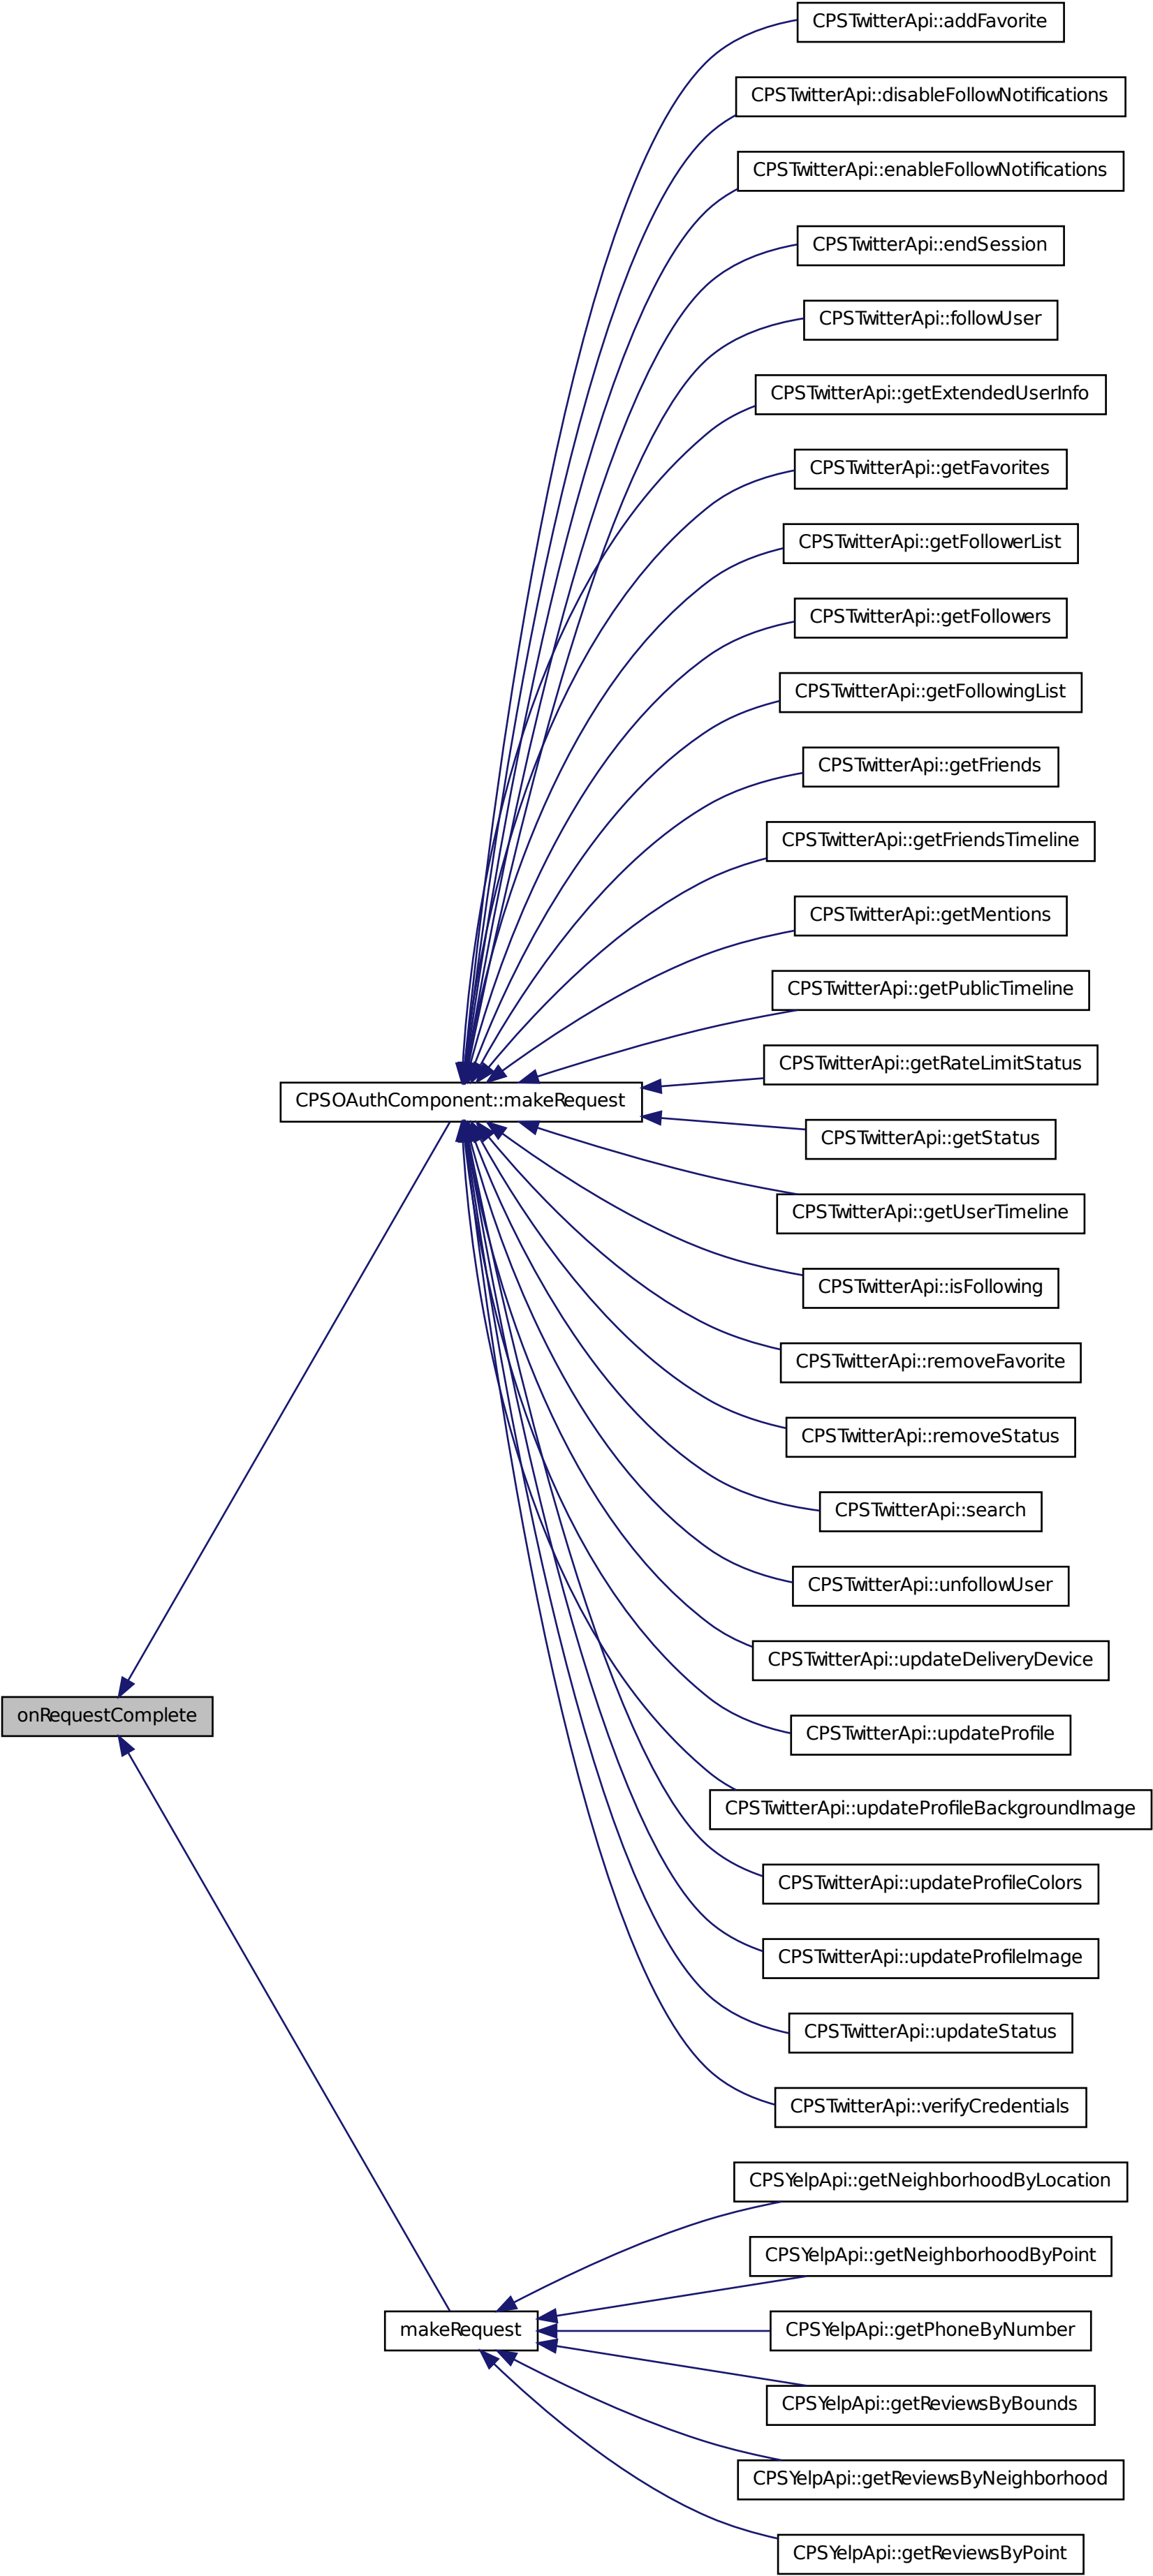 CPSTwitterApi::addFavorite
CPSTwitterApi::disableFollowNotifications
CPSTwitterApi::enableFollowNotifications
CPSTwitterApi::endSession
CPSTwitterApi::followUser
CPSTwitterApi::getExtendedUserInfo
CPSTwitterApi::getFavorites
CPSTwitterApi::getFollowerList
CPSTwitterApi::getFollowers
CPSTwitterApi::getFollowingList
CPSTwitterApi::getFriends
CPSTwitterApi::getFriendsTimeline
CPSTwitterApi::getMentions
CPSTwitterApi::getPublicTimeline
CPSTwitterApi::getRateLimitStatus
CPSOAuthComponent::makeRequest
CPSTwitterApi::getStatus
CPSTwitterApi::getUserTimeline
CPSTwitterApi::isFollowing
CPSTwitterApi::removeFavorite
CPSTwitterApi::removeStatus
CPSTwitterApi::search
CPSTwitterApi::unfollowUser
CPSTwitterApi::updateDeliveryDevice
onRequestComplete
CPSTwitterApi::updateProfile
CPSTwitterApi::updateProfileBackgroundImage
CPSTwitterApi::updateProfileColors
CPSTwitterApi::updateProfileImage
CPSTwitterApi::updateStatus
CPSTwitterApi::verifyCredentials
CPSYelpApi::getNeighborhoodByLocation
CPSYelpApi::getNeighborhoodByPoint
makeRequest
CPSYelpApi::getPhoneByNumber
CPSYelpApi::getReviewsByBounds
CPSYelpApi::getReviewsByNeighborhood
CPSYelpApi::getReviewsByPoint